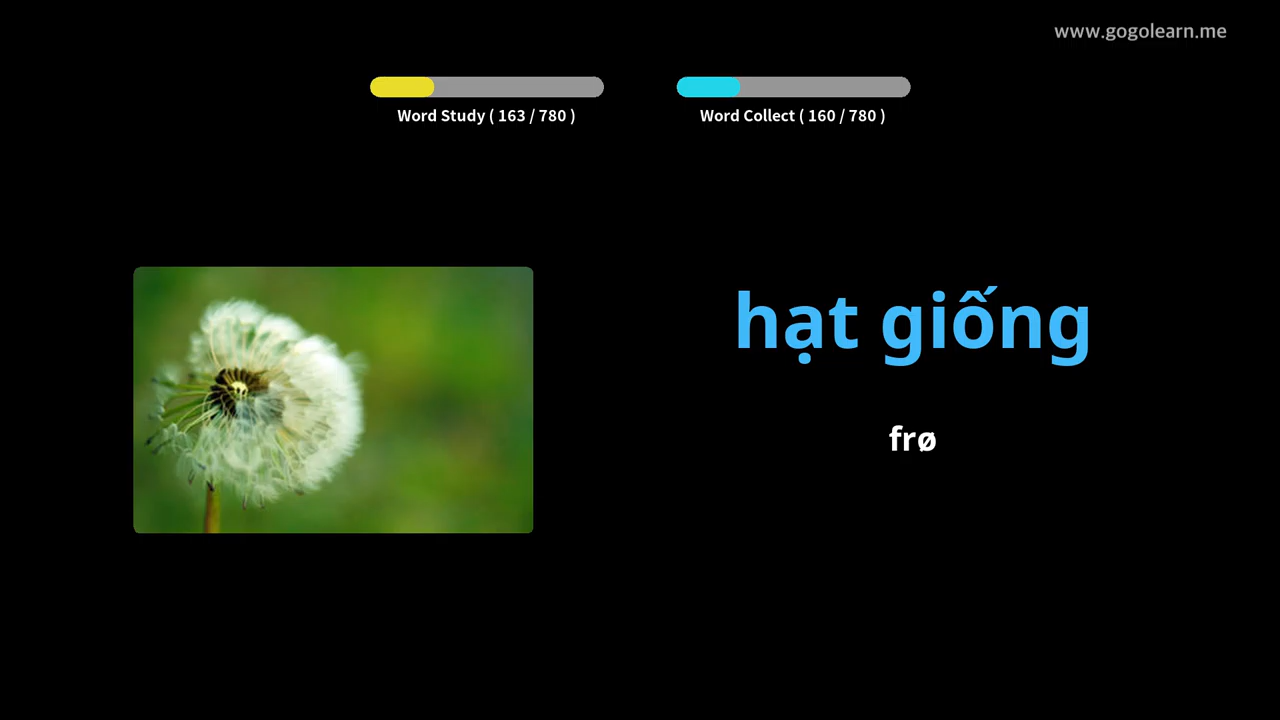 www.gogolearn.me
Word Study ( 163 / 780 )
Word Collect ( 160 / 780 )
hạt giống
frø